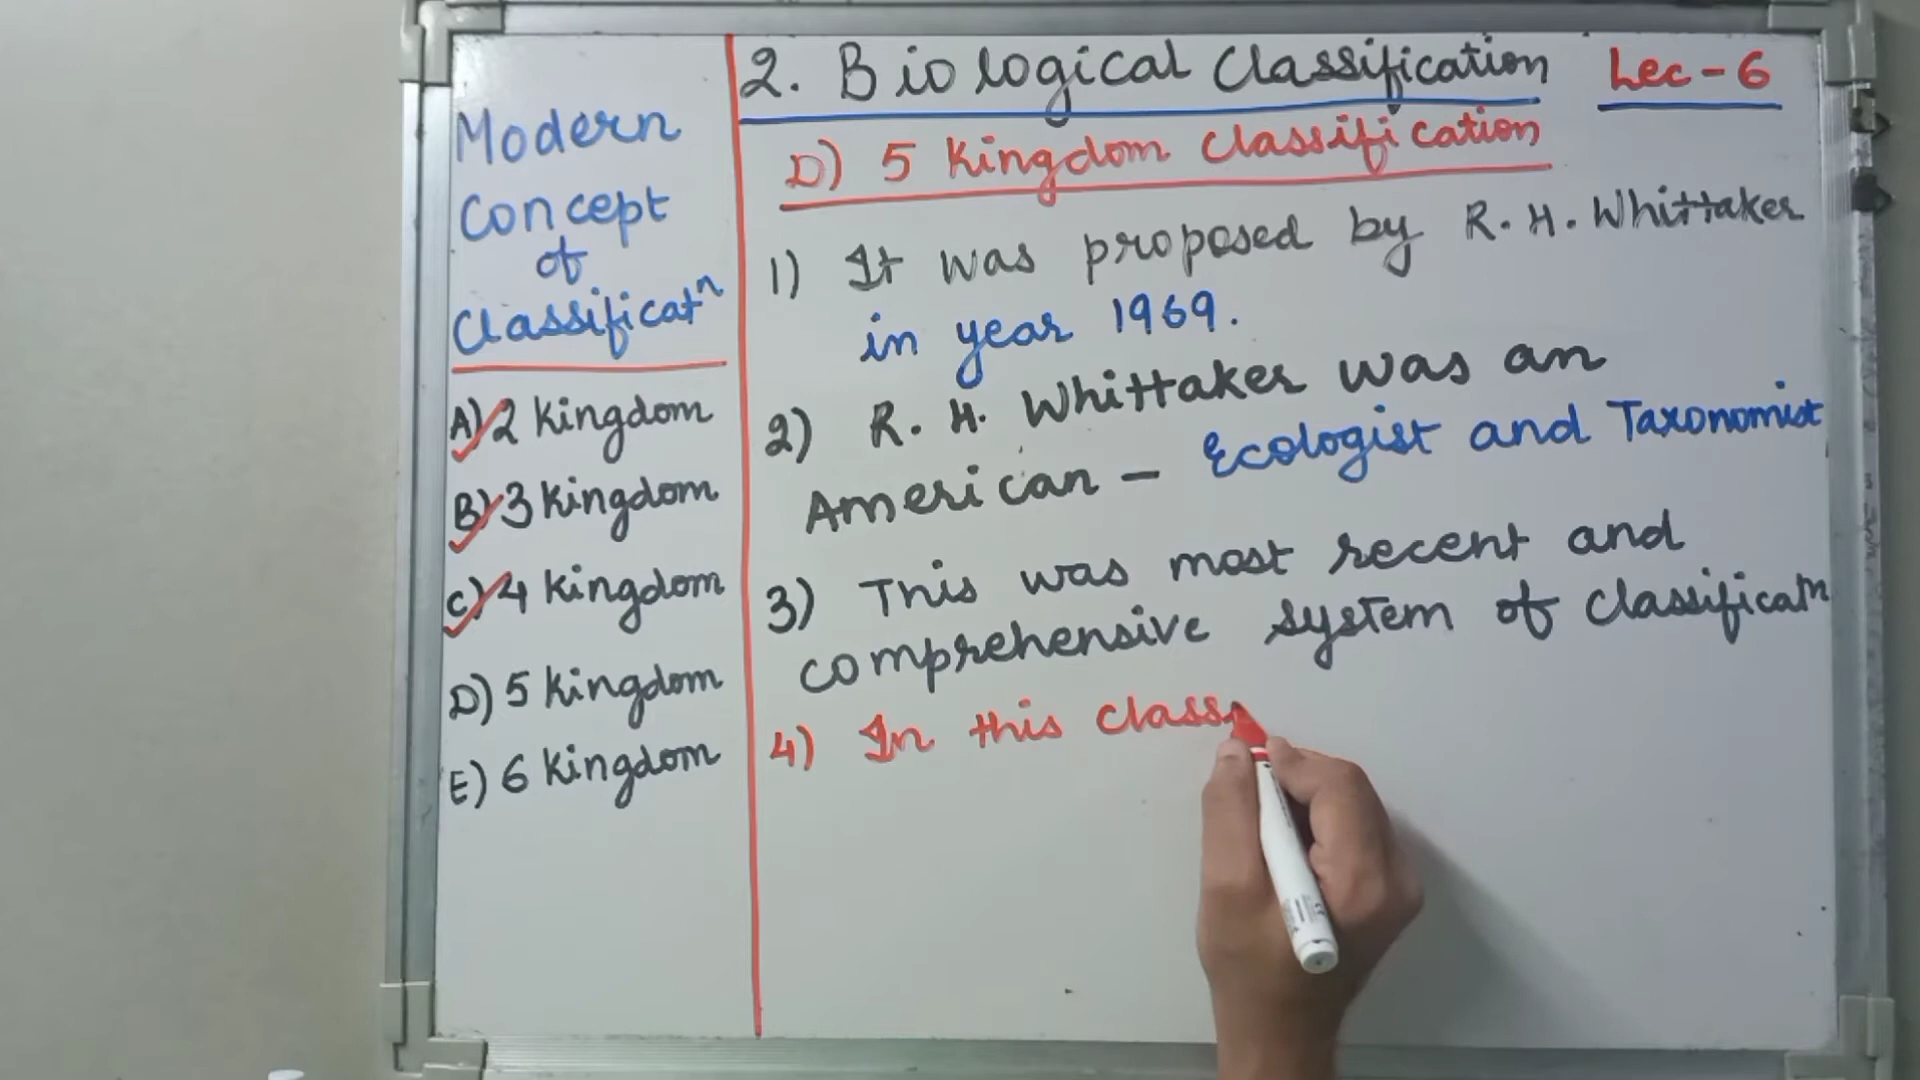 Modern
Concept
of
Classificatⁿ
A) 2 Kingdom
B) 3 Kingdom
C) 4 Kingdom
D) 5 Kingdom
E) 6 Kingdom
2. Biological Classification Lec-6
D) 5 Kingdom Classification
1) It was proposed by R. H. Whittaker
in year 1969.
2) R. H. Whittaker was an
American - Ecologist and Taxonomist
3) This was most recent and
comprehensive system of classificatⁿ
4) In this class